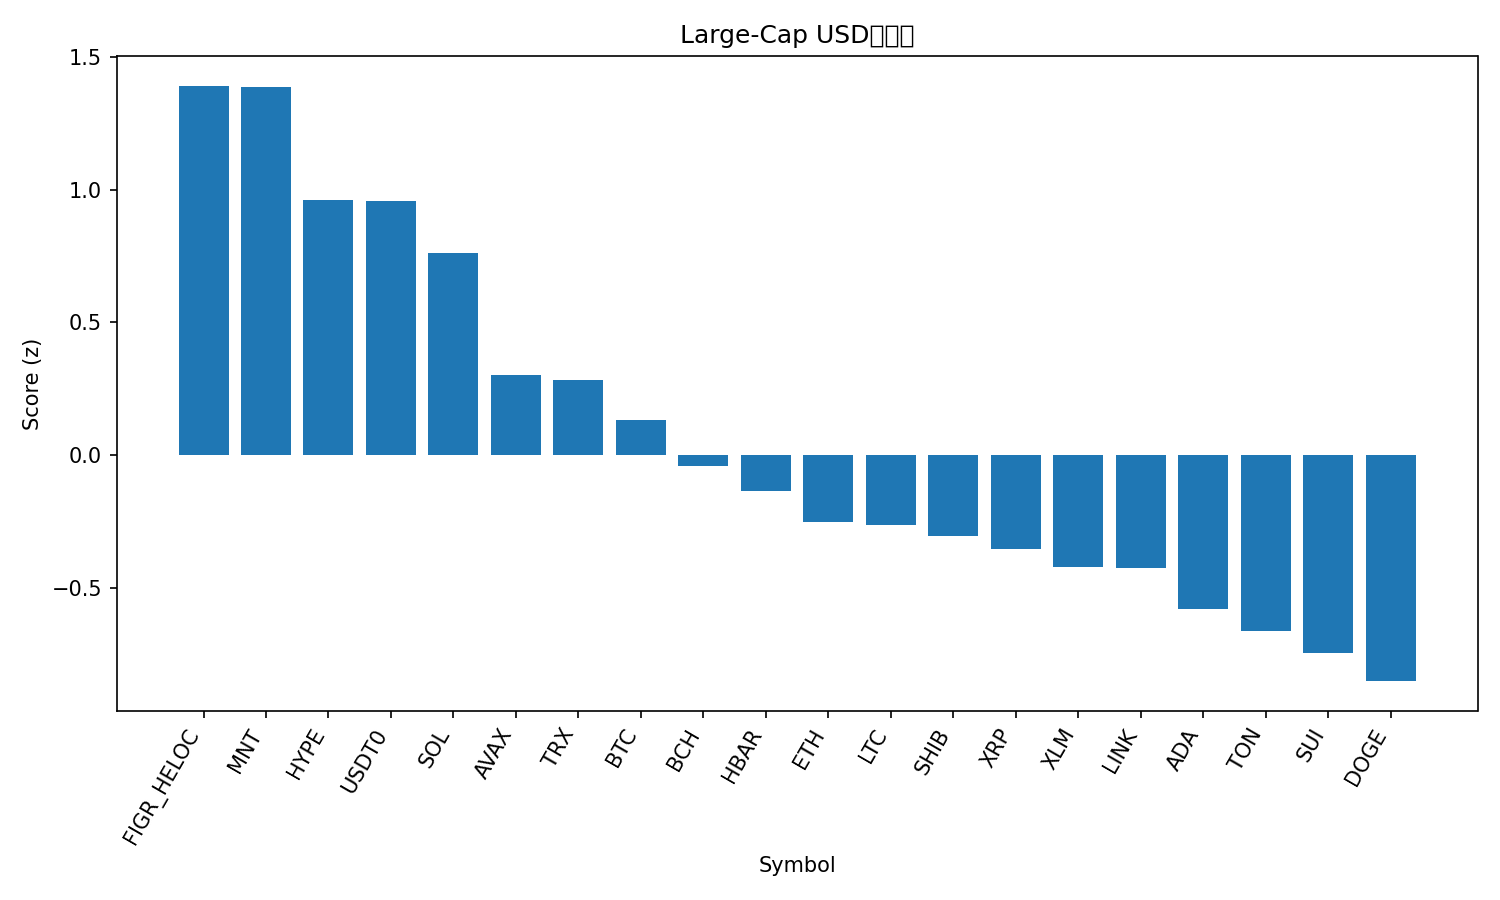 Large-Cap USD
Score (z)
1.5
1.0
0.5
0.0
−0.5
FIGR_HELOC
MNT
HYPE
USDT0
SOL
AVAX
TRX
BTC
BCH
HBAR
ETH
LTC
SHIB
XRP
XLM
LINK
ADA
TON
SUI
DOGE
Symbol